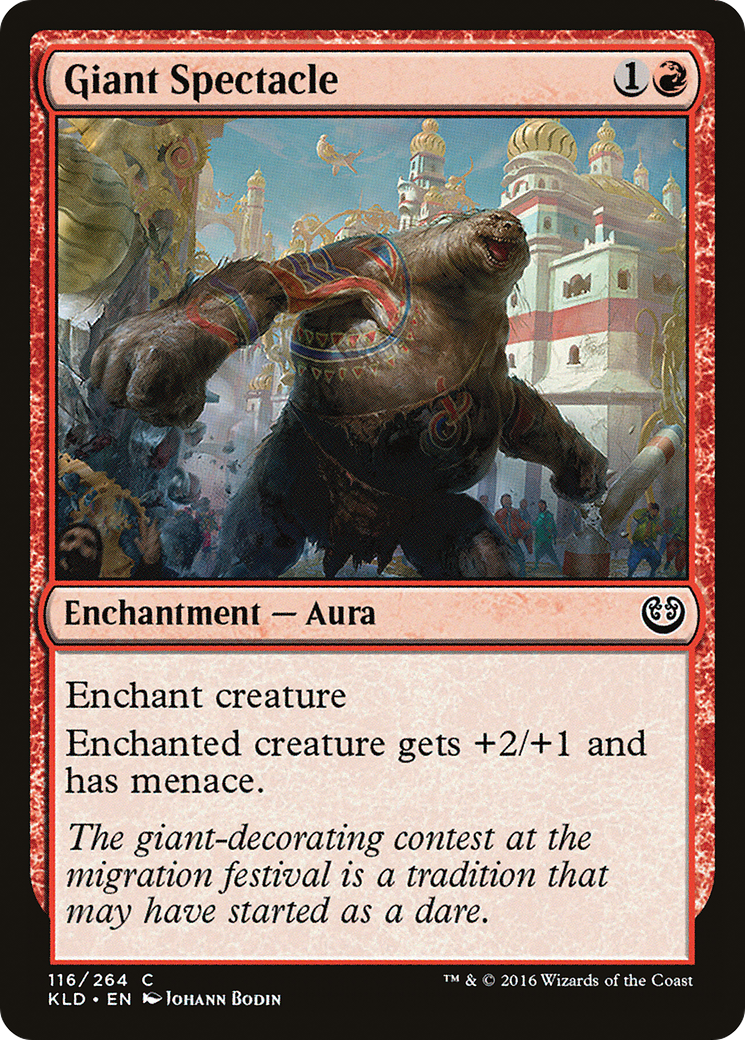 Giant Spectacle 1
Enchantment — Aura
Enchant creature
Enchanted creature gets +2/+1 and
has menace.
The giant-decorating contest at the
migration festival is a tradition that
may have started as a dare.
116/264 C
KLD • EN Johann Bodin
™ & © 2016 Wizards of the Coast